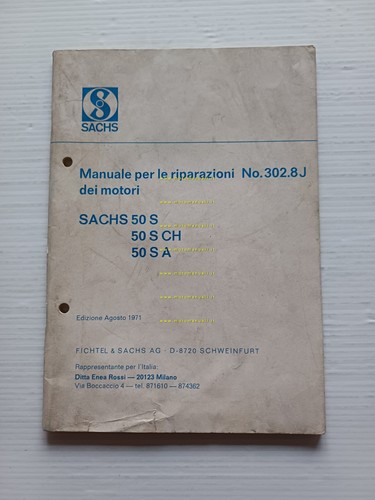 SACHS
Manuale per le riparazioni No. 302.8 J
dei motori
SACHS 50 S
50 S CH
50 S A
Edizione Agosto 1971
FICHTEL & SACHS AG · D-8720 SCHWEINFURT
Rappresentante per l'Italia:
Ditta Enea Rossi — 20123 Milano
Via Boccaccio 4 — tel. 871610 — 874362